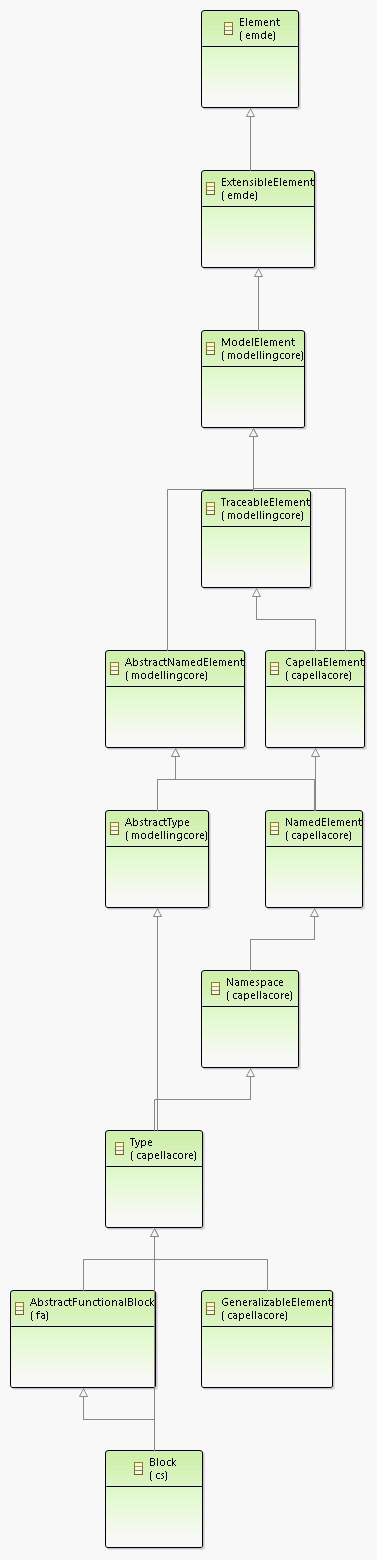 Element
( emde)
ExtensibleElement
( emde)
ModelElement
( modellingcore)
TraceableElement
( modellingcore)
AbstractNamedElement
( modellingcore)
CapellaElement
( capellacore)
AbstractType
( modellingcore)
NamedElement
( capellacore)
Namespace
( capellacore)
Type
( capellacore)
AbstractFunctionalBlock
( fa)
GeneralizableElement
( capellacore)
Block
( cs)